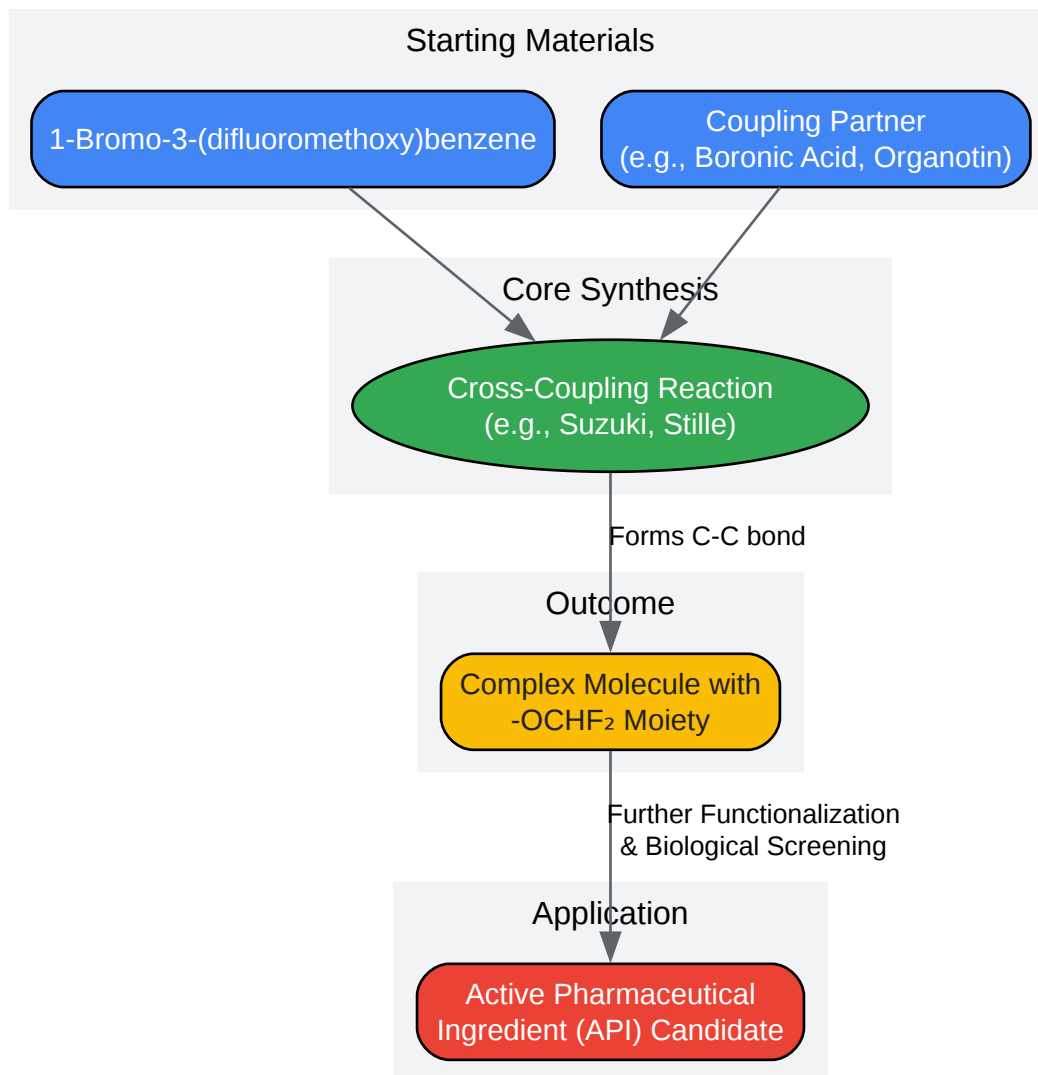 Starting Materials
1-Bromo-3-(difluoromethoxy)benzene
Coupling Partner
(e.g., Boronic Acid, Organotin)
Core Synthesis
Cross-Coupling Reaction
(e.g., Suzuki, Stille)
Forms C-C bond
Outcome
Complex Molecule with
-OCHF₂ Moiety
Further Functionalization
& Biological Screening
Application
Active Pharmaceutical
Ingredient (API) Candidate